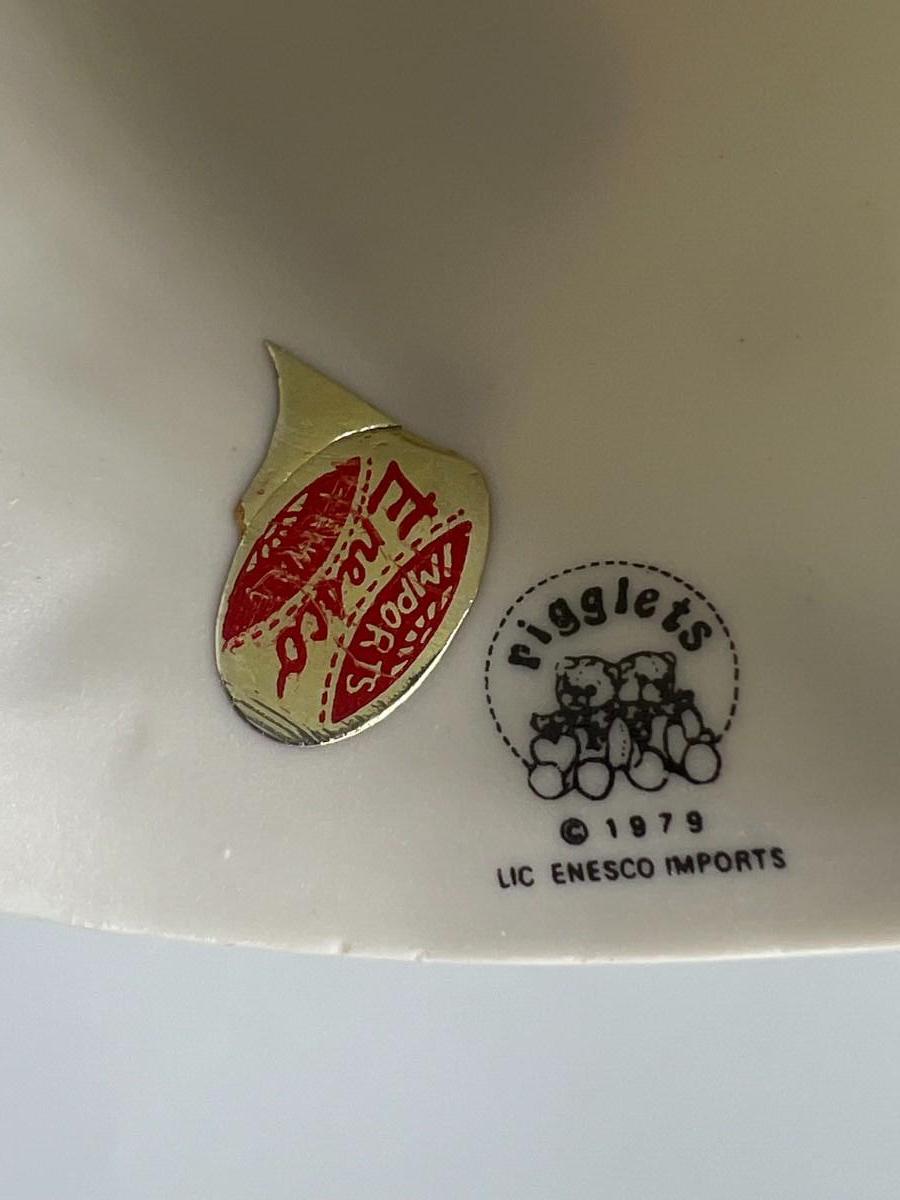 Enesco
IMPORTS
rigglets
© 1979
LIC ENESCO IMPORTS